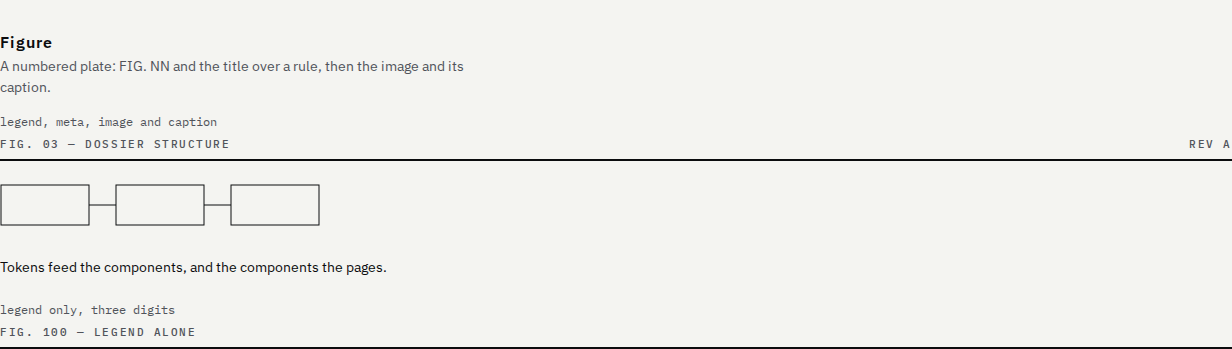 Figure
A numbered plate: FIG. NN and the title over a rule, then the image and its
caption.
legend, meta, image and caption
FIG. 03 — DOSSIER STRUCTURE REV A
Tokens feed the components, and the components the pages.
legend only, three digits
FIG. 100 — LEGEND ALONE